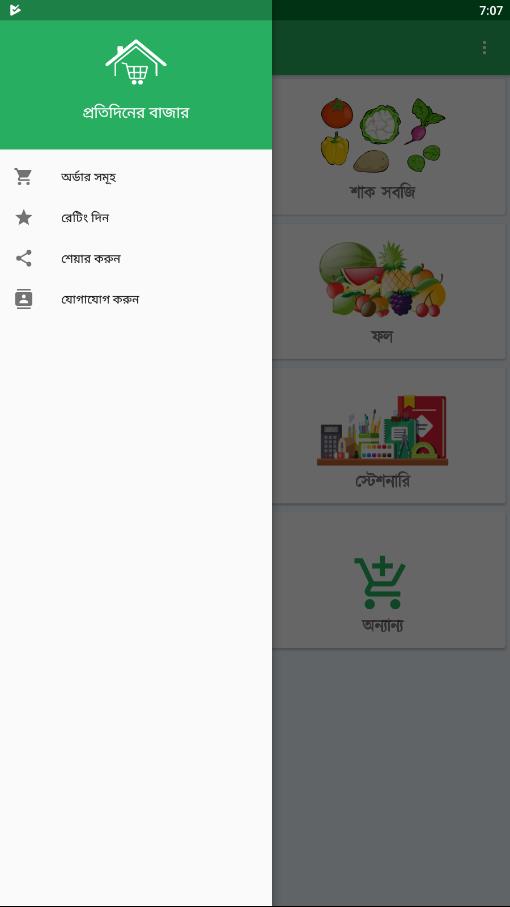 7:07
প্রতিদিনের বাজার
অর্ডার সমূহ
রেটিং দিন
শেয়ার করুন
যোগাযোগ করুন
শাক সবজি
ফল
স্টেশনারি
অন্যান্য